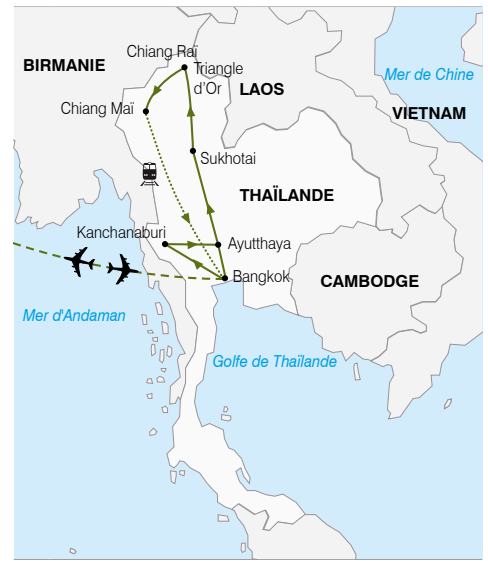 Chiang Raï
BIRMANIE
Triangle
d'Or
Mer de Chine
LAOS
Chiang Maï
VIETNAM
Sukhotai
THAÏLANDE
Kanchanaburi
Ayutthaya
Bangkok
CAMBODGE
Mer d'Andaman
Golfe de Thaïlande